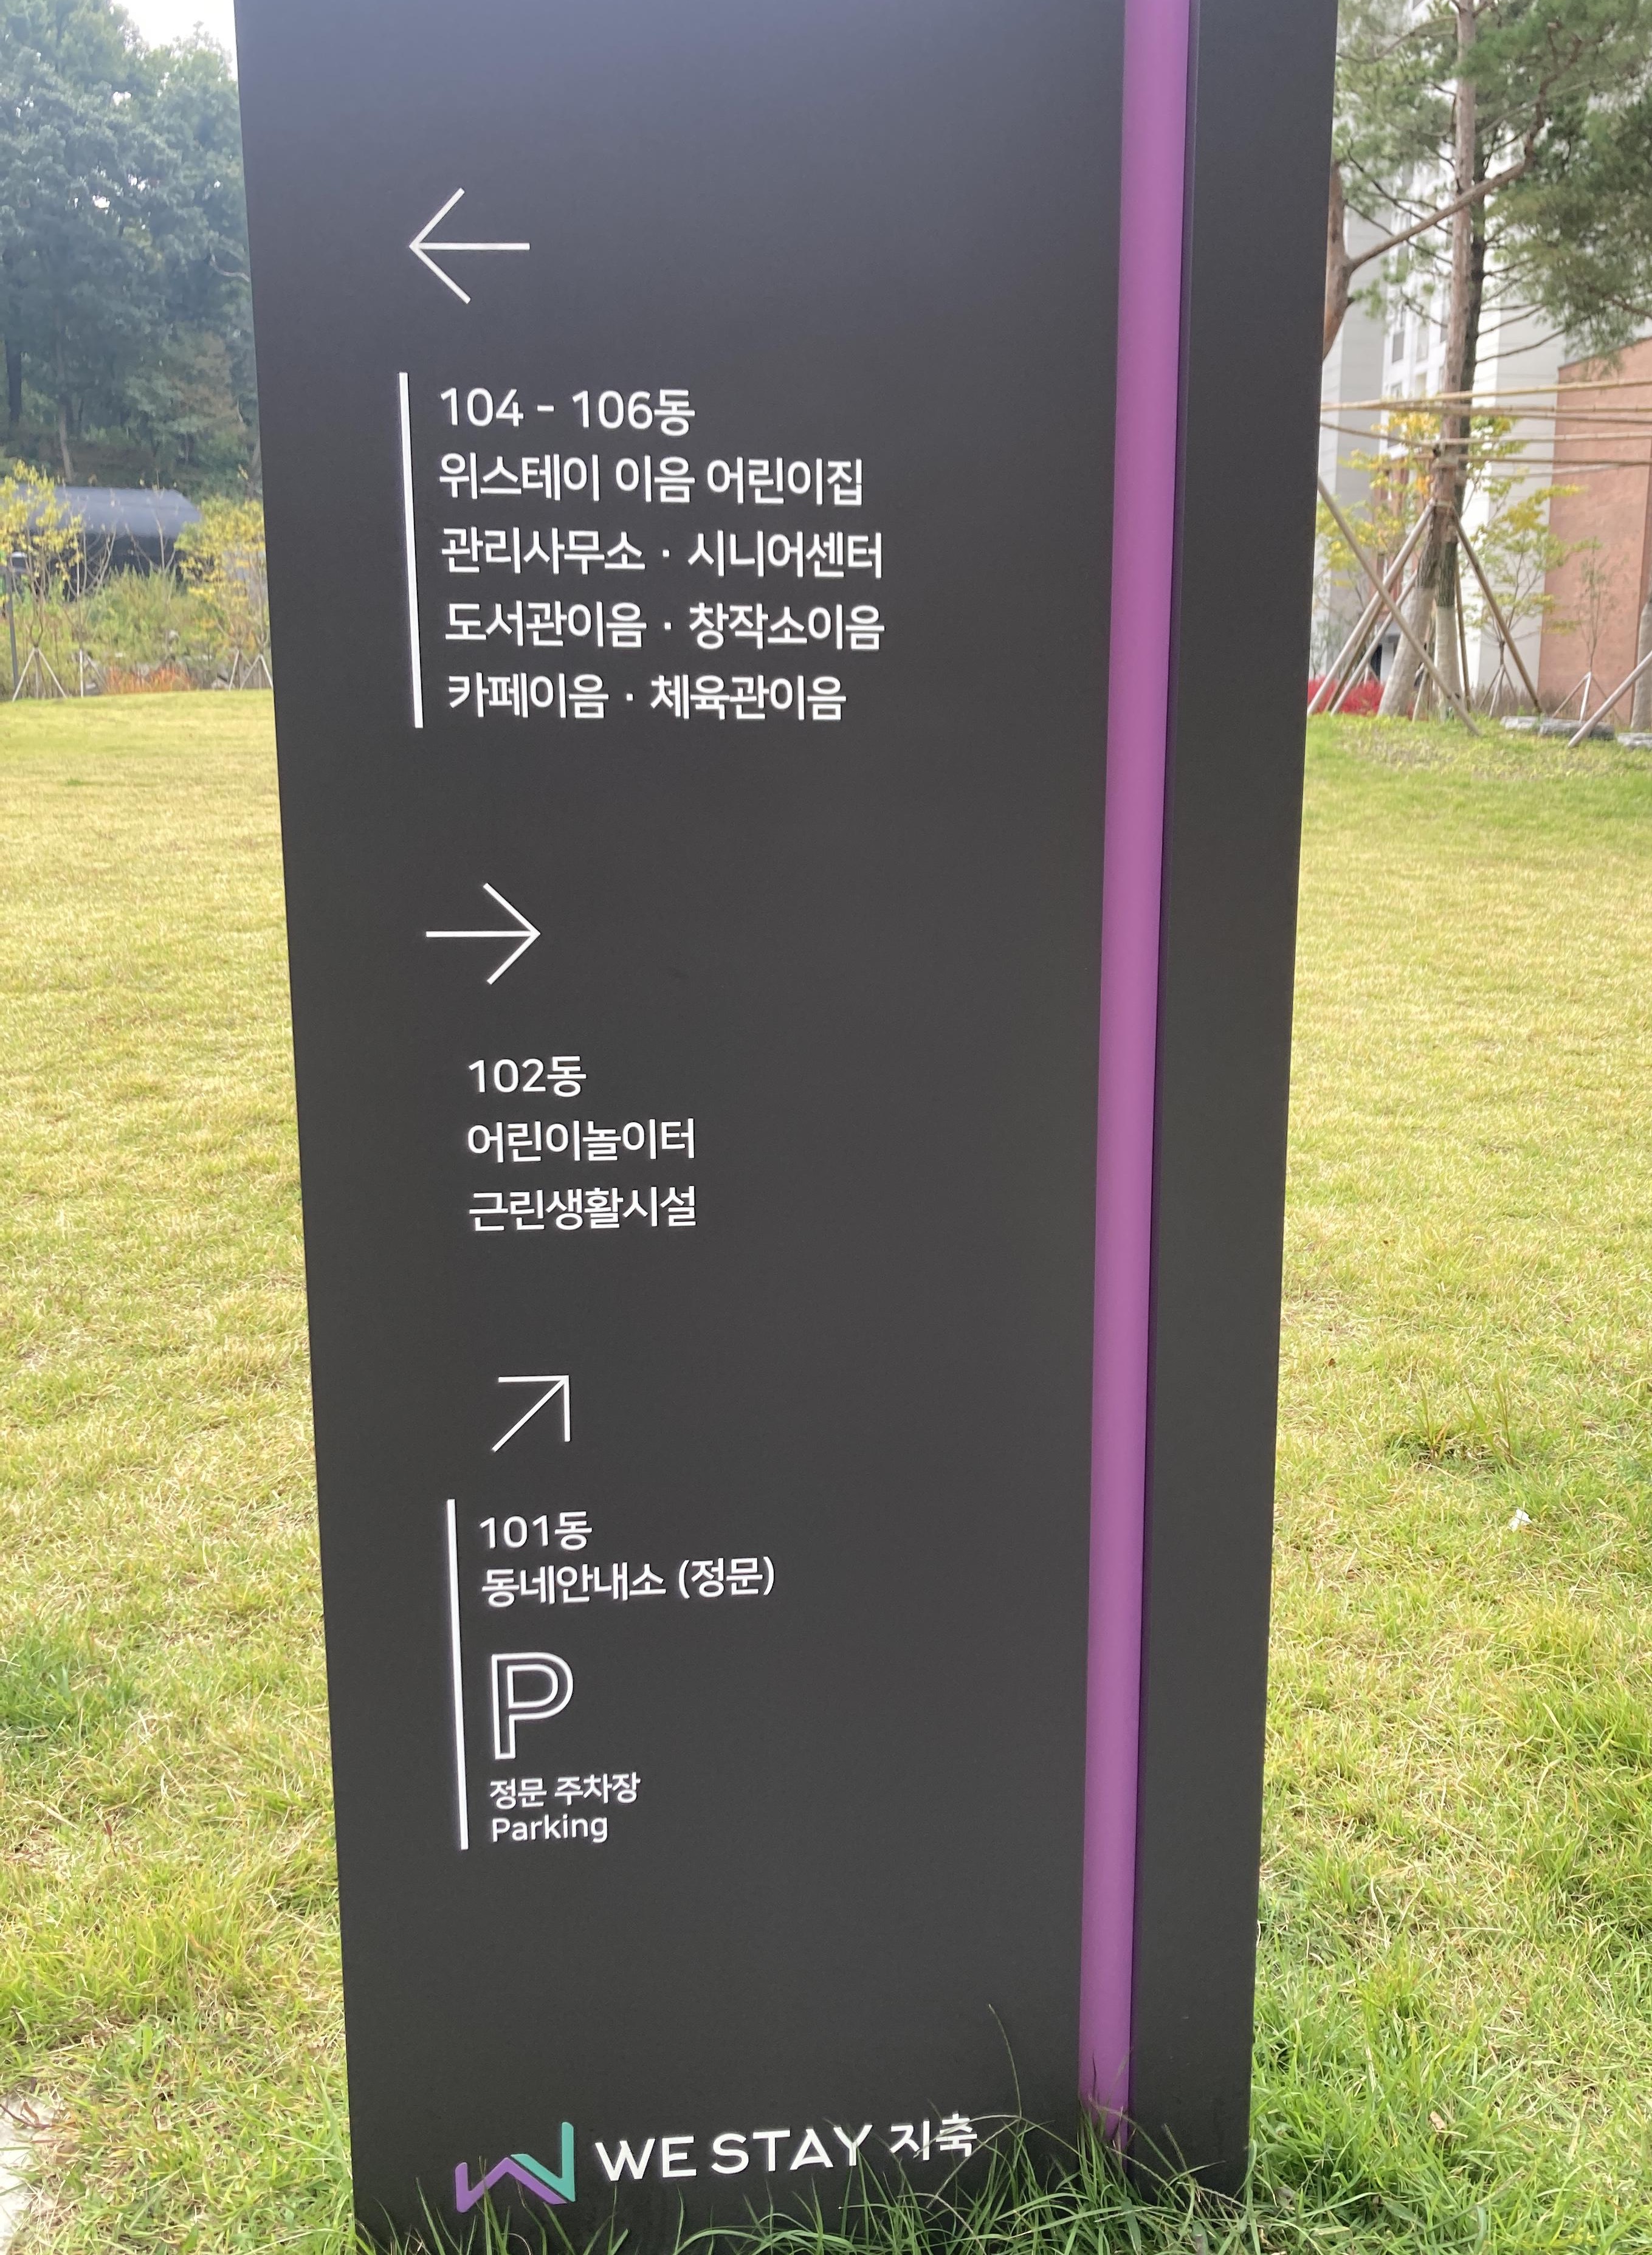 104 - 106동
위스테이 이음 어린이집
관리사무소 · 시니어센터
도서관이음 · 창작소이음
카페이음 · 체육관이음
102동
어린이놀이터
근린생활시설
101동
동네안내소 (정문)
P
정문 주차장
Parking
WE STAY 지축